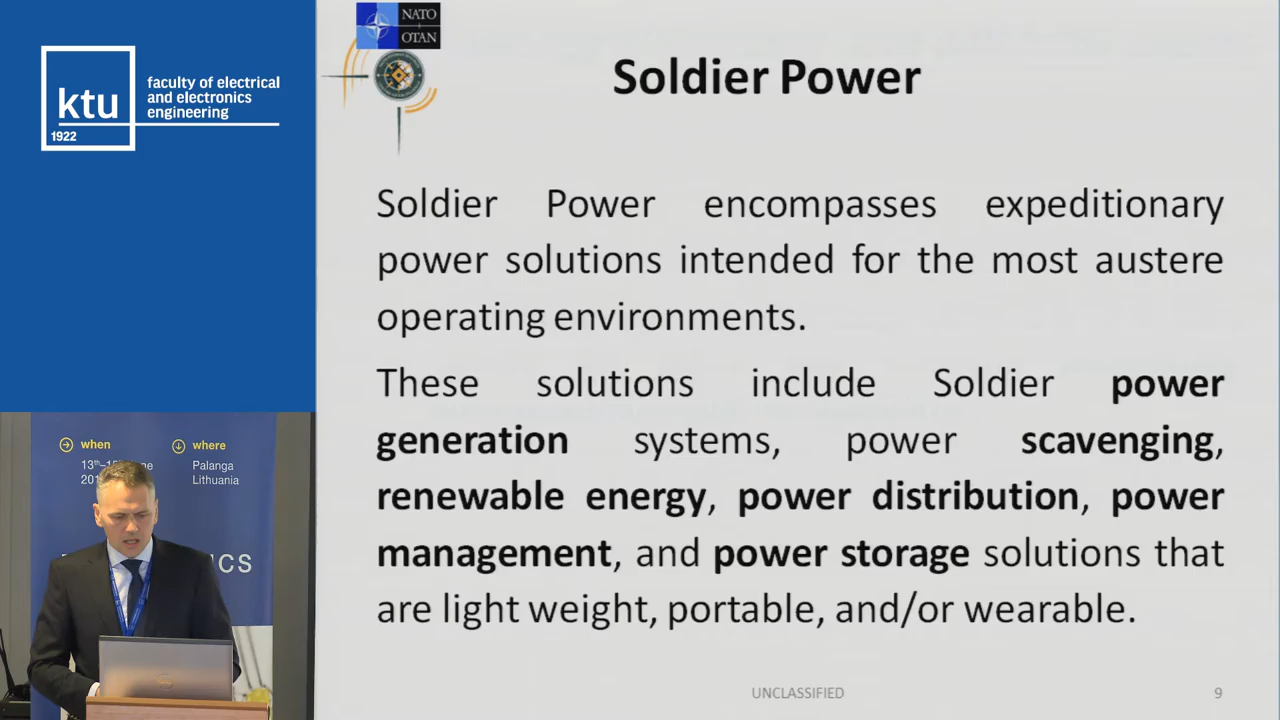 ktu
1922
faculty of electrical
and electronics
engineering
NATO
OTAN
Soldier Power
Soldier Power encompasses expeditionary
power solutions intended for the most austere
operating environments.
These solutions include Soldier power
generation systems, power scavenging,
renewable energy, power distribution, power
management, and power storage solutions that
are light weight, portable, and/or wearable.
UNCLASSIFIED
9
when
13th–15
where
Palanga
Lithuania